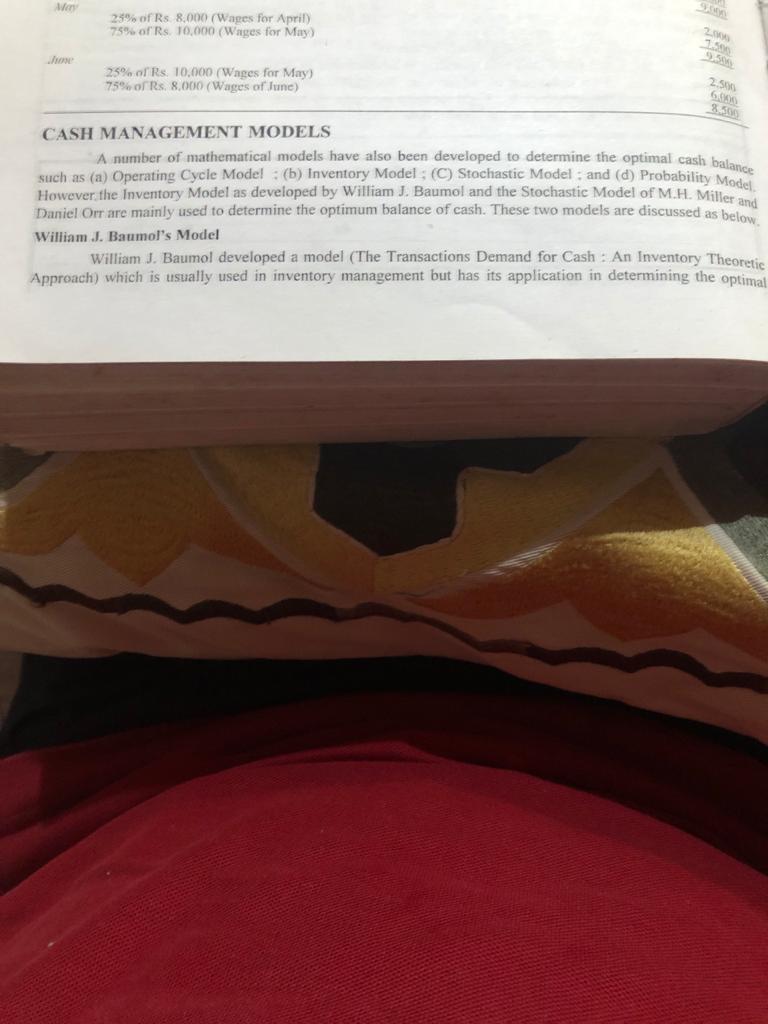 May
9,000
25% of Rs. 8,000 (Wages for April)
2,000
75% of Rs. 10,000 (Wages for May)
7,500
9,500
June
25% of Rs. 10,000 (Wages for May)
2,500
75% of Rs. 8,000 (Wages of June)
6,000
8,500
CASH MANAGEMENT MODELS
A number of mathematical models have also been developed to determine the optimal cash balance
such as (a) Operating Cycle Model ; (b) Inventory Model ; (C) Stochastic Model ; and (d) Probability Model.
However, the Inventory Model as developed by William J. Baumol and the Stochastic Model of M.H. Miller and
Daniel Orr are mainly used to determine the optimum balance of cash. These two models are discussed as below.
William J. Baumol's Model
William J. Baumol developed a model (The Transactions Demand for Cash : An Inventory Theoretic
Approach) which is usually used in inventory management but has its application in determining the optimal